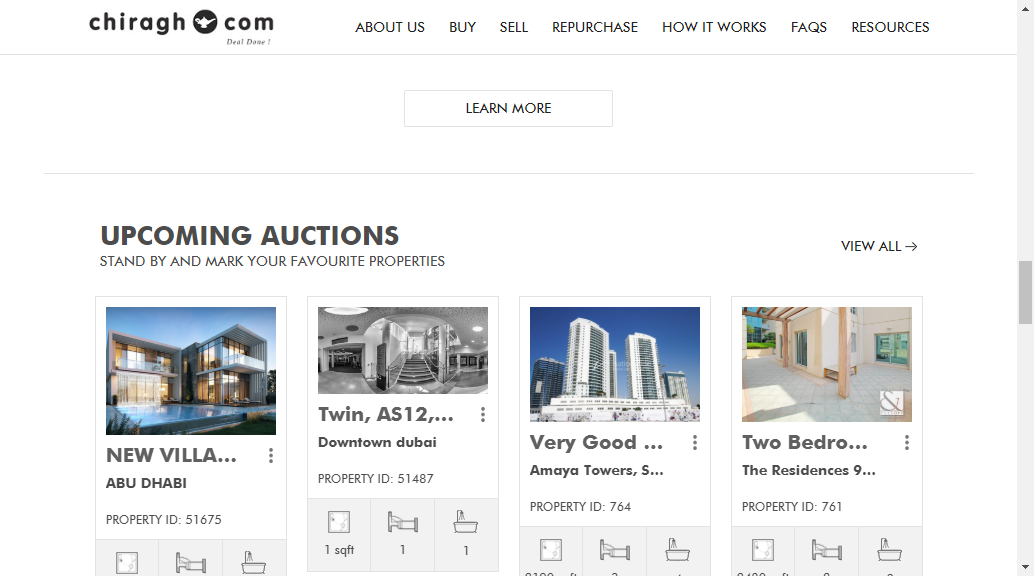 chiragh com
Deal Done !
ABOUT US
BUY
SELL
REPURCHASE
HOW IT WORKS
FAQS
RESOURCES
LEARN MORE
UPCOMING AUCTIONS
STAND BY AND MARK YOUR FAVOURITE PROPERTIES
VIEW ALL →
NEW VILLA...
ABU DHABI
PROPERTY ID: 51675
Twin, AS12,...
Downtown dubai
PROPERTY ID: 51487
1 sqft
1
1
Very Good ...
Amaya Towers, S...
PROPERTY ID: 764
&
Two Bedro...
The Residences 9...
PROPERTY ID: 761